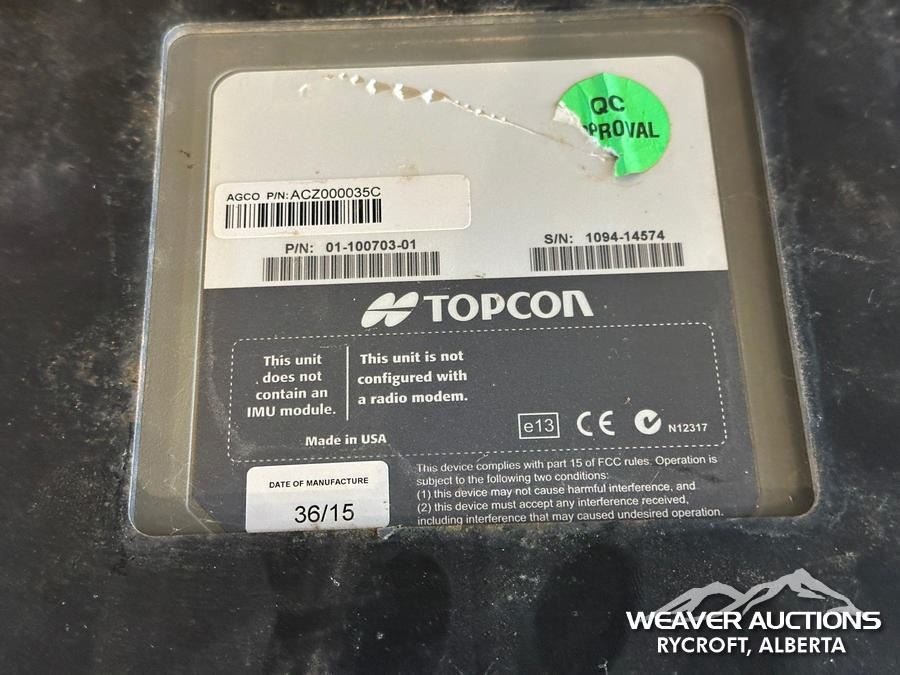 QC
PROVAL
AGCO P/N: ACZ000035C
P/N: 01-100703-01
S/N: 1094-14574
TOPCON
This unit
does not
contain an
IMU module.
This unit is not
configured with
a radio modem.
e13 CE N12317
Made in USA
DATE OF MANUFACTURE
36/15
This device complies with part 15 of FCC rules. Operation is
subject to the following two conditions:
(1) this device may not cause harmful interference, and
(2) this device must accept any interference received,
including interference that may caused undesired operation.
WEAVER AUCTIONS
RYCROFT, ALBERTA